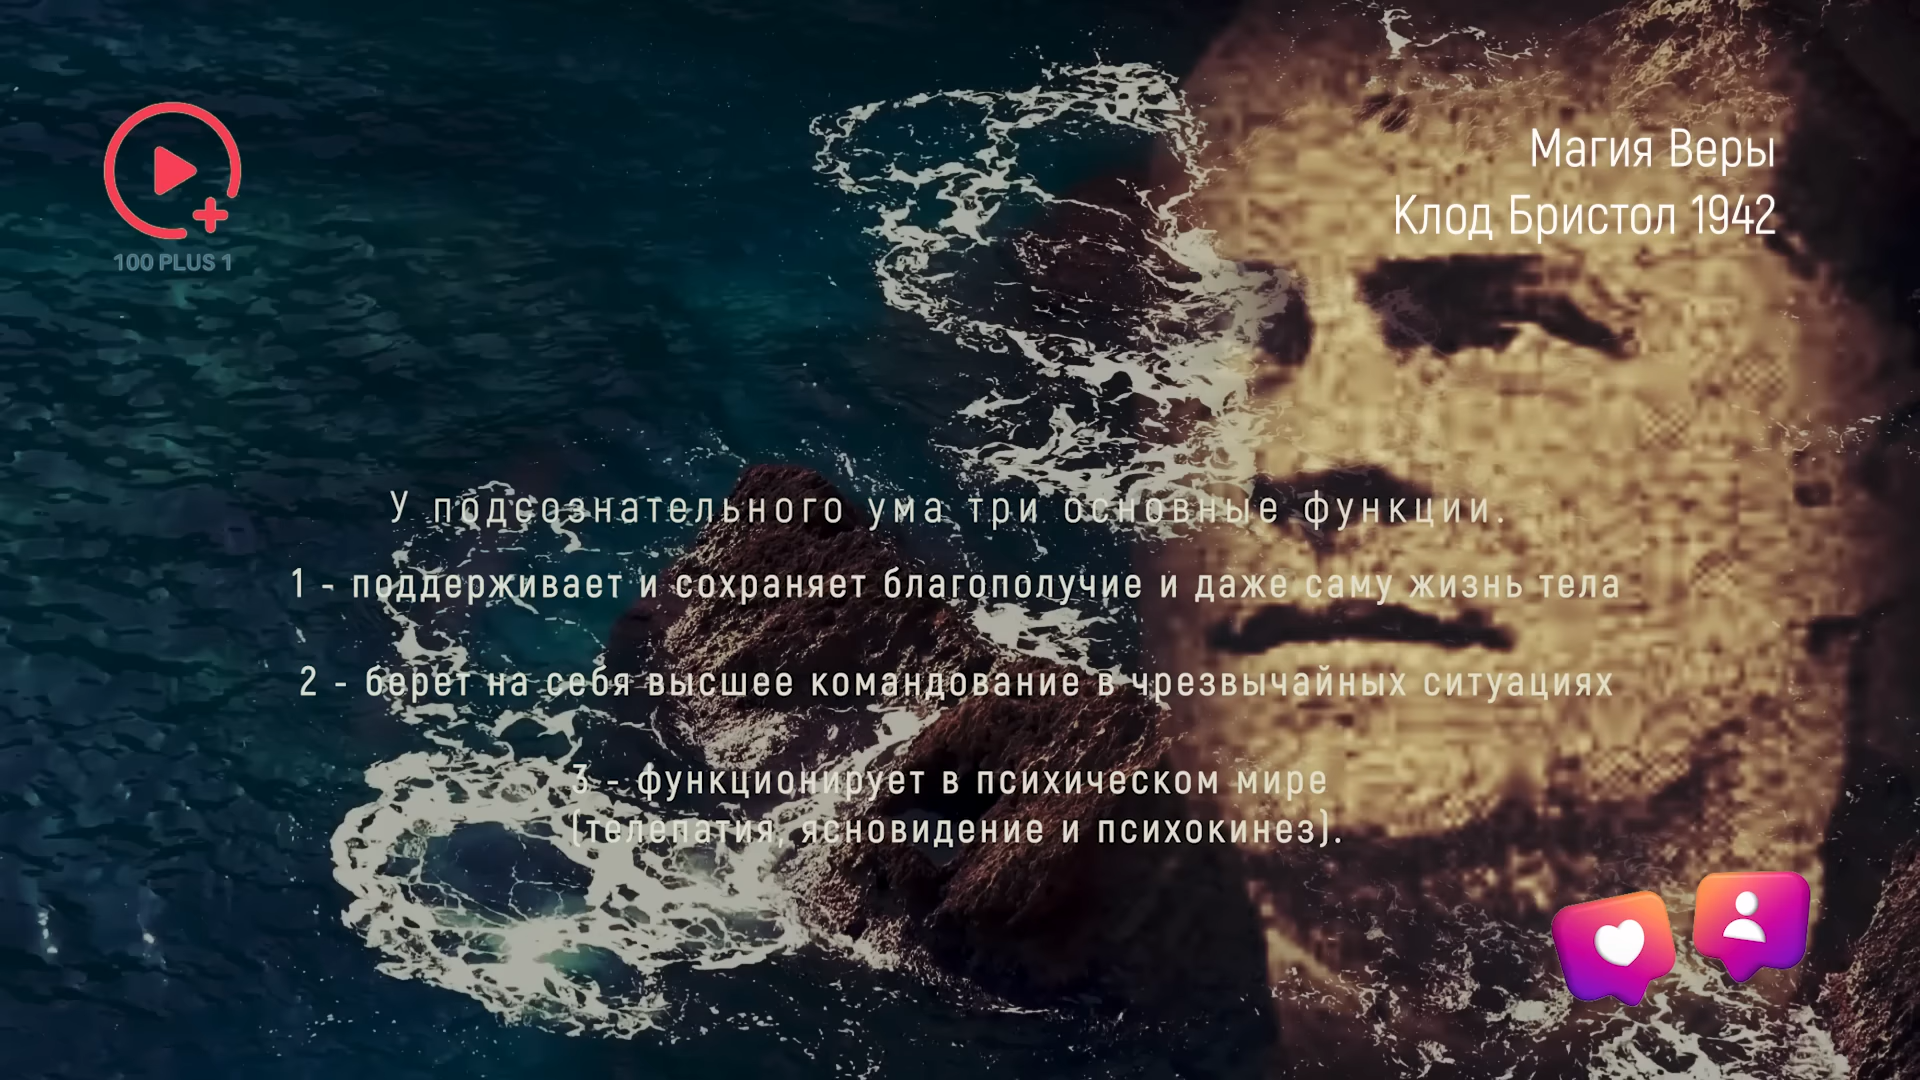 100 PLUS 1
Магия Веры
Клод Бристол 1942
У подсознательного ума три основные функции.
1 - поддерживает и сохраняет благополучие и даже саму жизнь тела
2 - берет на себя высшее командование в чрезвычайных ситуациях
3 - функционирует в психическом мире
(телепатия, ясновидение и психокинез).